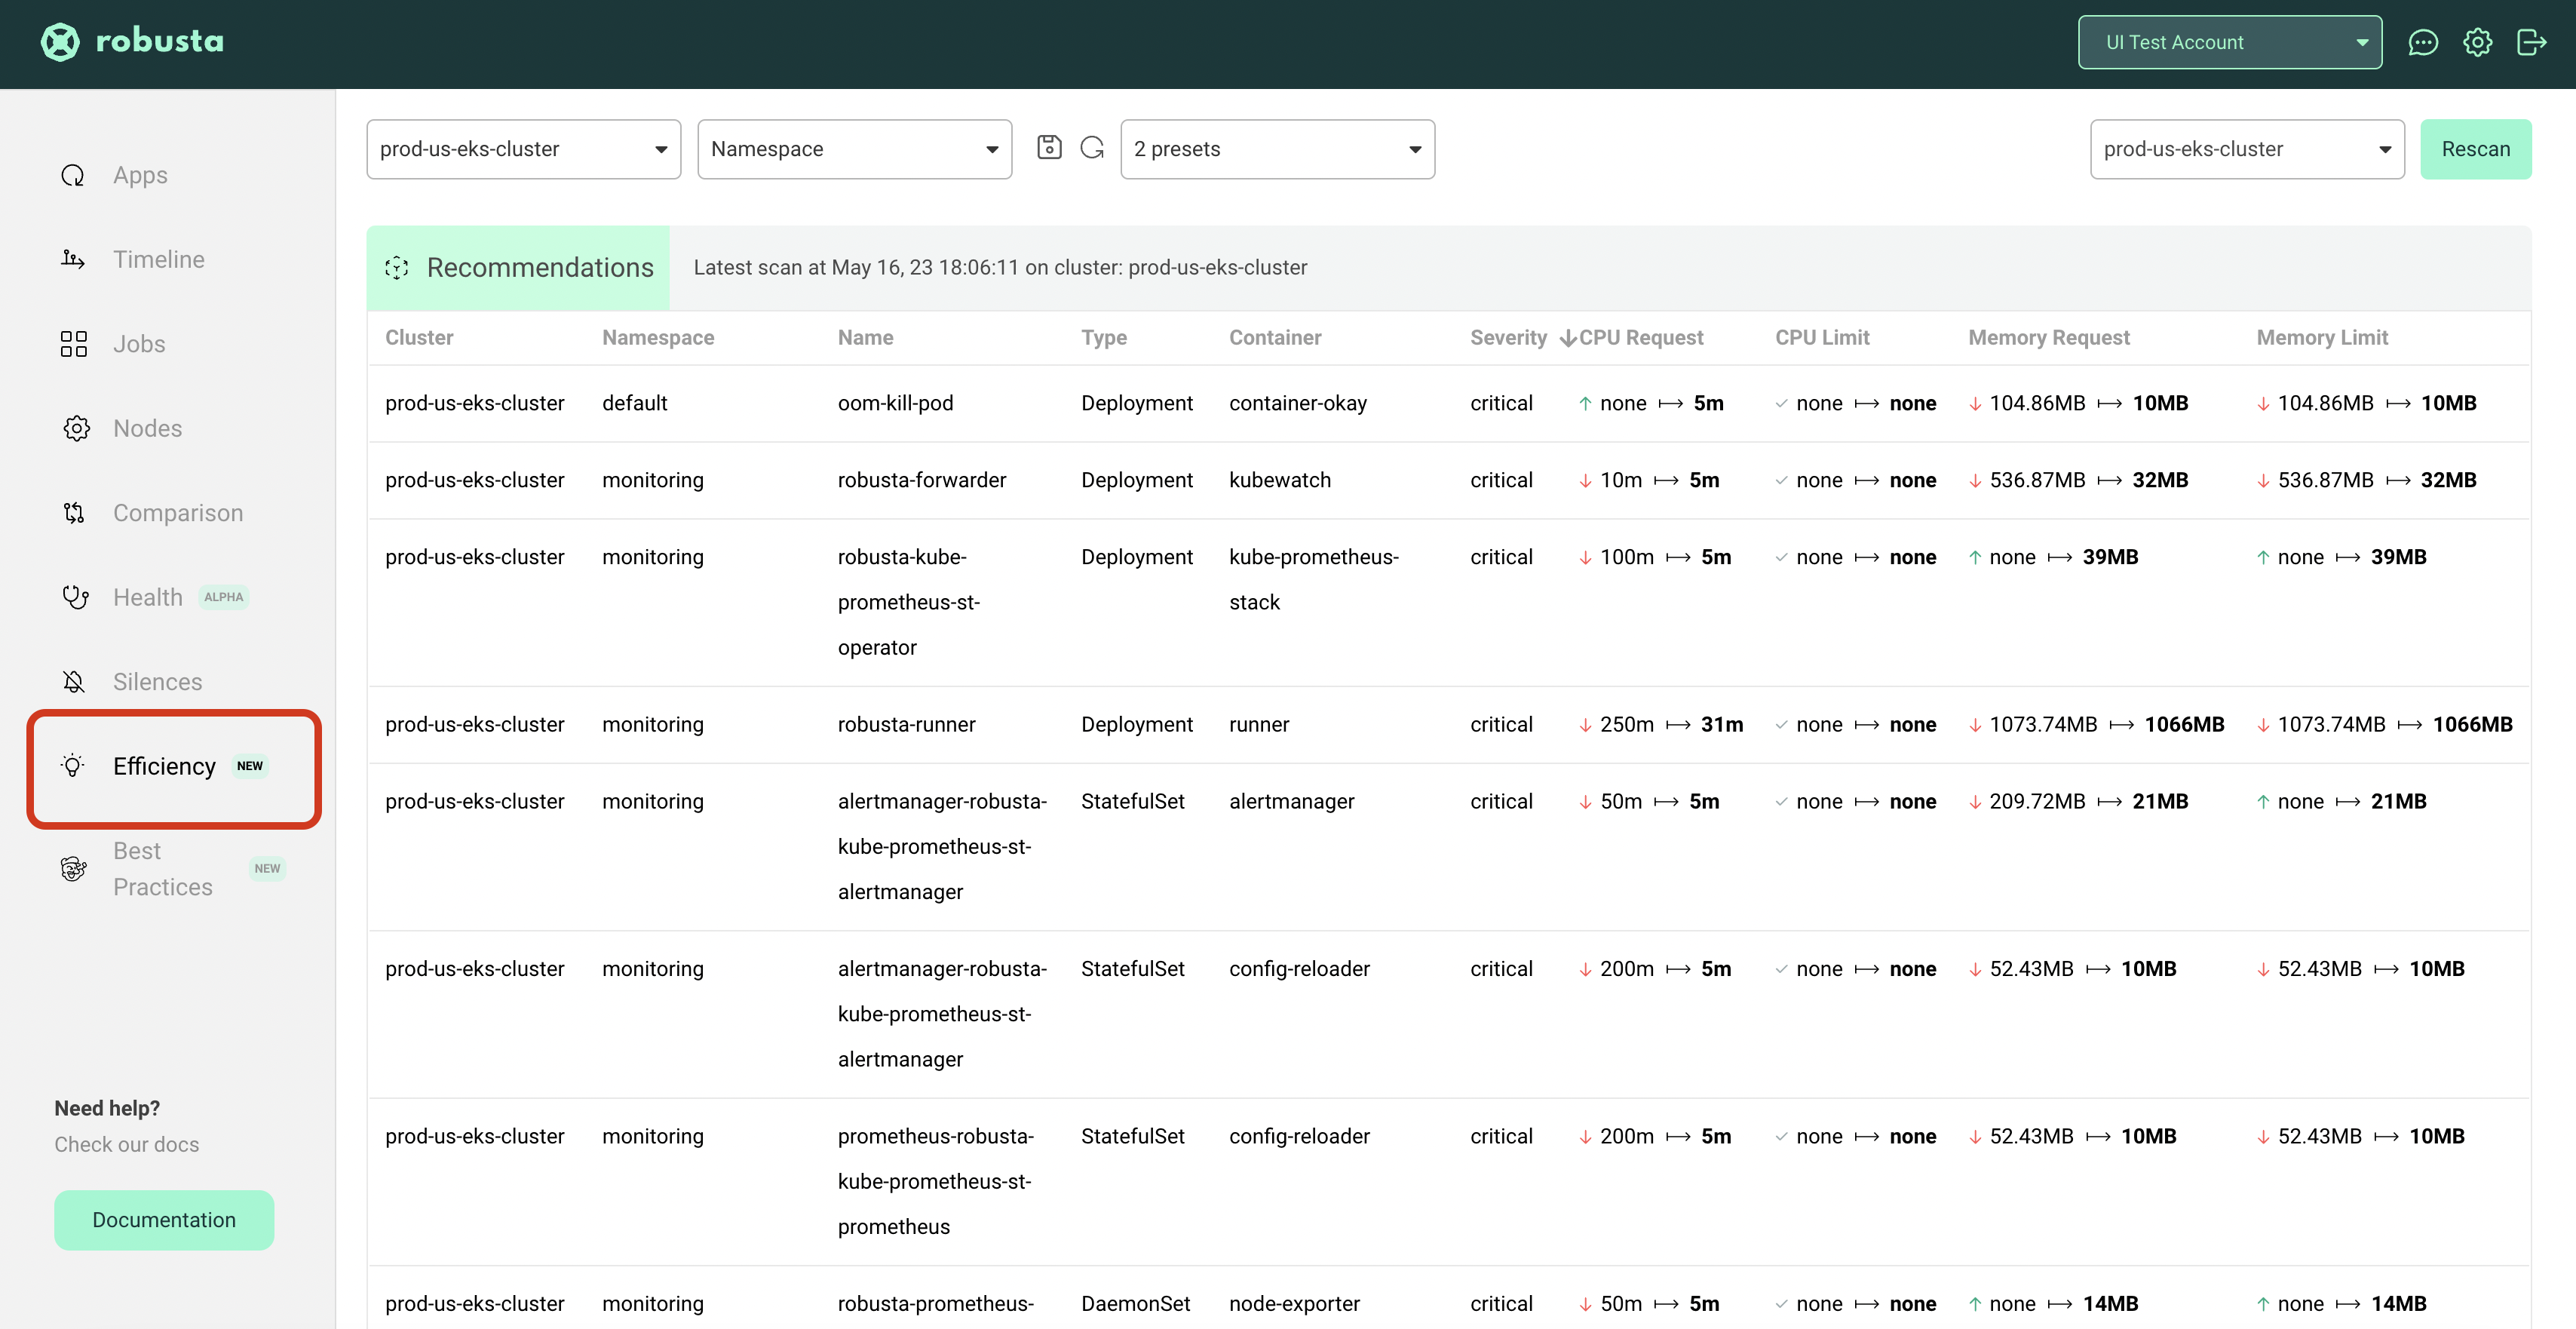 robusta
UI Test Account
Apps
Timeline
Jobs
Nodes
Comparison
Health ALPHA
Silences
Efficiency NEW
Best
Practices
NEW
Need help?
Check our docs
Documentation
prod-us-eks-cluster
Namespace
2 presets
prod-us-eks-cluster
Rescan
Recommendations
Latest scan at May 16, 23 18:06:11 on cluster: prod-us-eks-cluster
Cluster Namespace Name Type Container Severity ↓ CPU Request CPU Limit Memory Request Memory Limit
prod-us-eks-cluster default oom-kill-pod Deployment container-okay critical ↑ none ↦ 5m ✓ none ↦ none ↓ 104.86MB ↦ 10MB ↓ 104.86MB ↦ 10MB
prod-us-eks-cluster monitoring robusta-forwarder Deployment kubewatch critical ↓ 10m ↦ 5m ✓ none ↦ none ↓ 536.87MB ↦ 32MB ↓ 536.87MB ↦ 32MB
prod-us-eks-cluster monitoring robusta-kube- Deployment kube-prometheus- critical ↓ 100m ↦ 5m ✓ none ↦ none ↑ none ↦ 39MB ↑ none ↦ 39MB
prometheus-st- stack
operator
prod-us-eks-cluster monitoring robusta-runner Deployment runner critical ↓ 250m ↦ 31m ✓ none ↦ none ↓ 1073.74MB ↦ 1066MB ↓ 1073.74MB ↦ 1066MB
prod-us-eks-cluster monitoring alertmanager-robusta- StatefulSet alertmanager critical ↓ 50m ↦ 5m ✓ none ↦ none ↓ 209.72MB ↦ 21MB ↑ none ↦ 21MB
kube-prometheus-st-
alertmanager
prod-us-eks-cluster monitoring alertmanager-robusta- StatefulSet config-reloader critical ↓ 200m ↦ 5m ✓ none ↦ none ↓ 52.43MB ↦ 10MB ↓ 52.43MB ↦ 10MB
kube-prometheus-st-
alertmanager
prod-us-eks-cluster monitoring prometheus-robusta- StatefulSet config-reloader critical ↓ 200m ↦ 5m ✓ none ↦ none ↓ 52.43MB ↦ 10MB ↓ 52.43MB ↦ 10MB
kube-prometheus-st-
prometheus
prod-us-eks-cluster monitoring robusta-prometheus- DaemonSet node-exporter critical ↓ 50m ↦ 5m ✓ none ↦ none ↑ none ↦ 14MB ↑ none ↦ 14MB